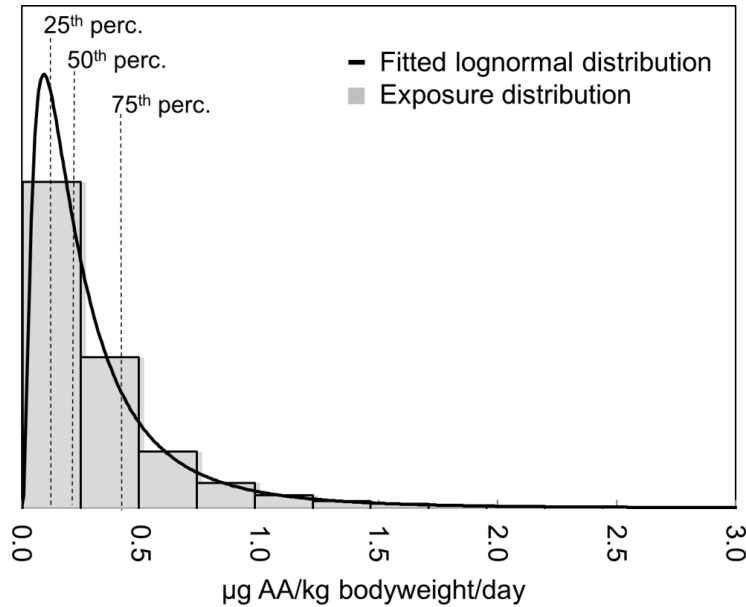 25th perc.
50th perc.
75th perc.
Fitted lognormal distribution
Exposure distribution
0.0
0.5
1.0
1.5
2.0
2.5
3.0
µg AA/kg bodyweight/day